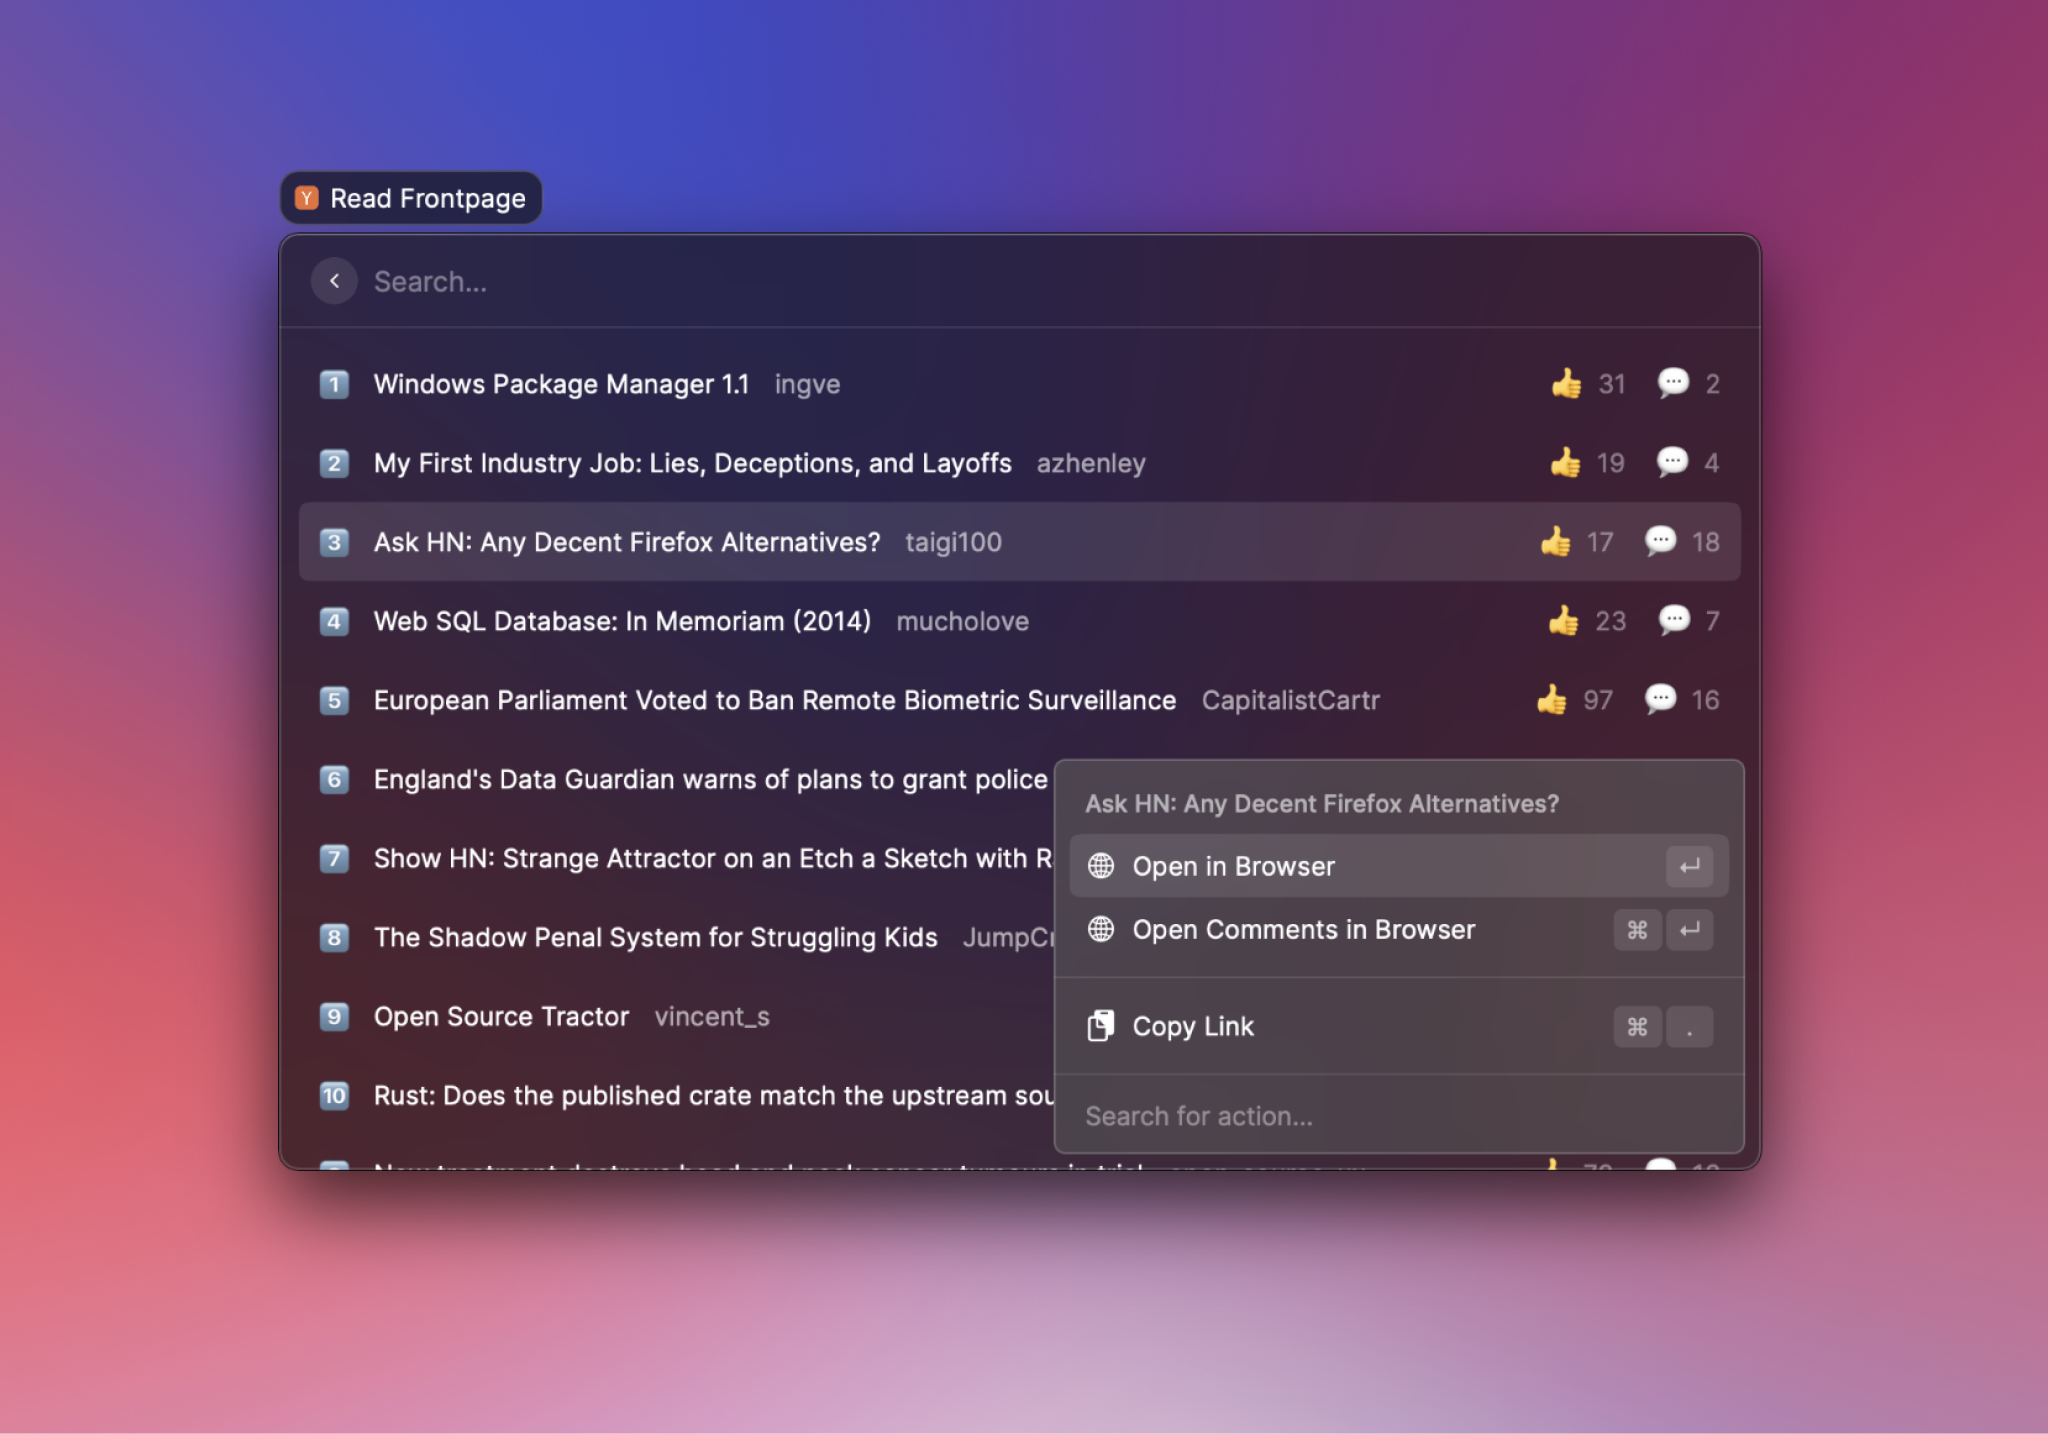 Y Read Frontpage
Search...
1 Windows Package Manager 1.1 ingve 👍 31 💬 2
2 My First Industry Job: Lies, Deceptions, and Layoffs azhenley 👍 19 💬 4
3 Ask HN: Any Decent Firefox Alternatives? taigi100 👍 17 💬 18
4 Web SQL Database: In Memoriam (2014) mucholove 👍 23 💬 7
5 European Parliament Voted to Ban Remote Biometric Surveillance CapitalistCartr 👍 97 💬 16
6 England's Data Guardian warns of plans to grant police
7 Show HN: Strange Attractor on an Etch a Sketch with
8 The Shadow Penal System for Struggling Kids
9 Open Source Tractor vincent_s
10 Rust: Does the published crate match the upstream
Ask HN: Any Decent Firefox Alternatives?
Open in Browser ↵
Open Comments in Browser ⌘ ↵
Copy Link ⌘ .
Search for action...